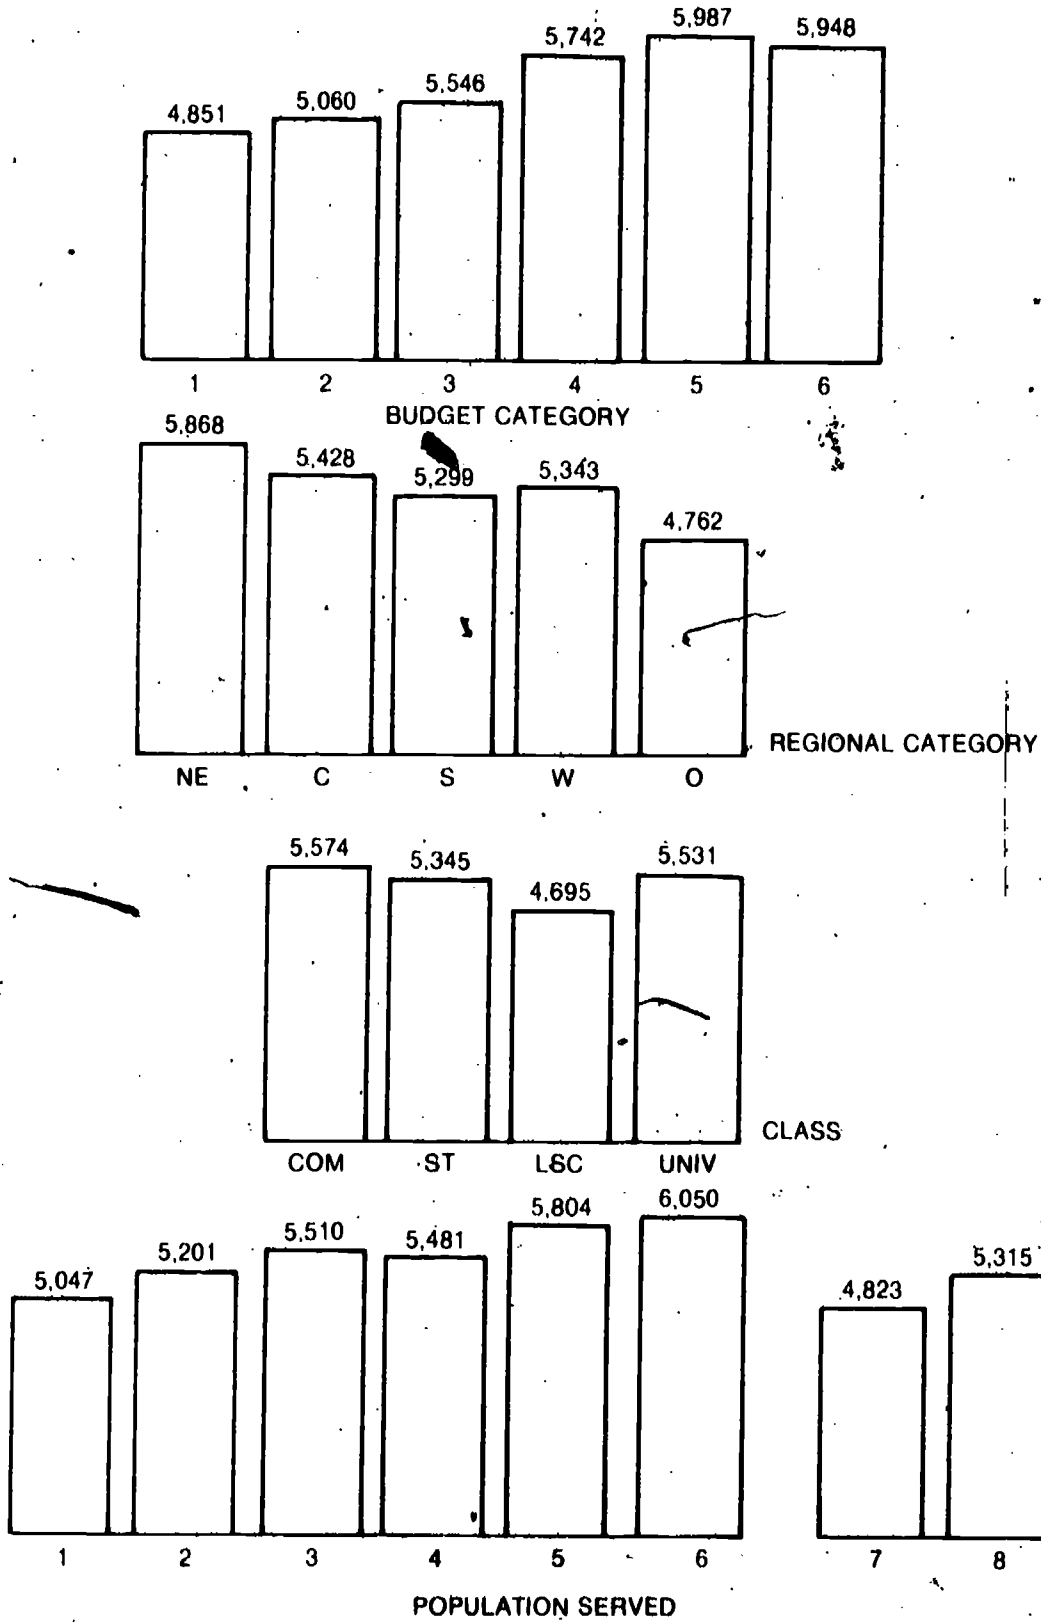 5,987
5,742
5,948
5,546
5,060
4,851
1 2 3 4 5 6
BUDGET CATEGORY
5,868
5,428
5,299
5,343
4,762
REGIONAL CATEGORY
NE C S W O
5,574
5,345
4,695
5,531
CLASS
COM ST LSC UNIV
6,050
5,804
5,510
5,481
5,201
5,047
5,315
4,823
1 2 3 4 5 6 7 8
POPULATION SERVED